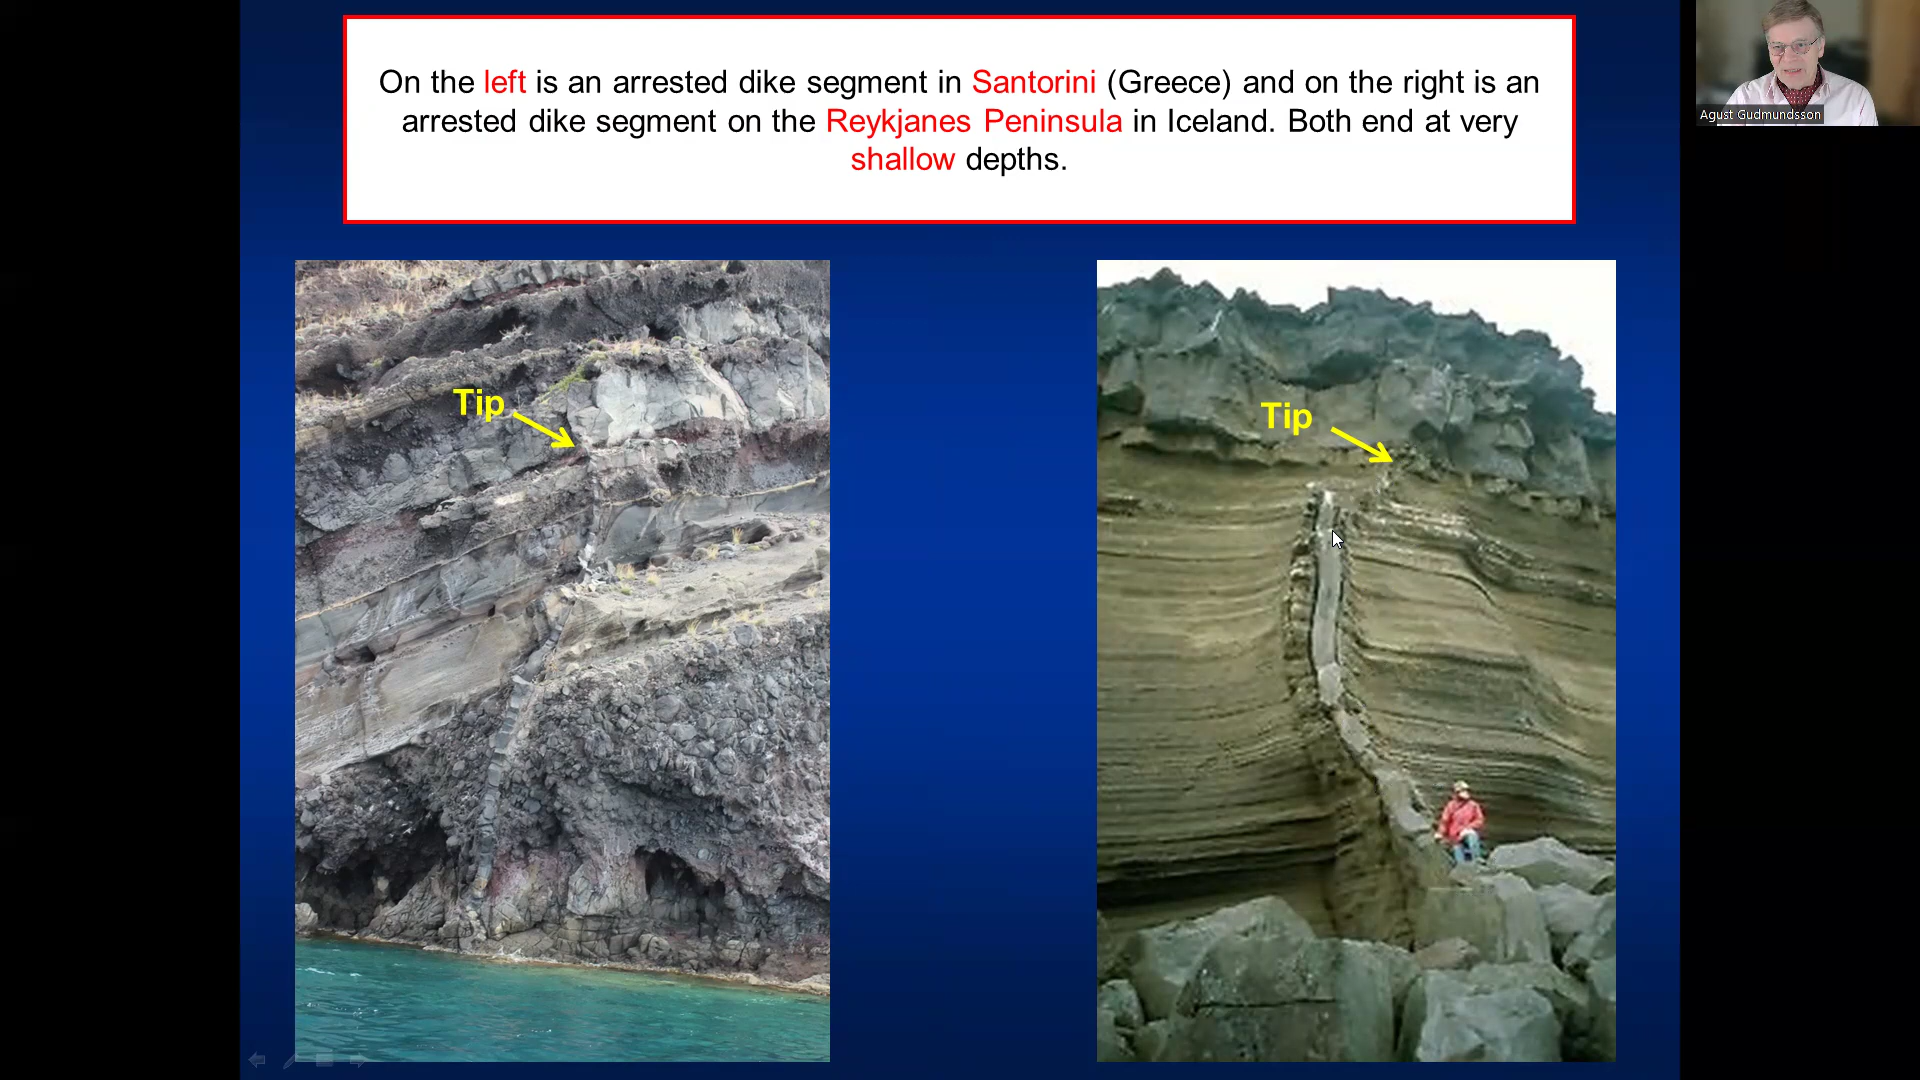 On the left is an arrested dike segment in Santorini (Greece) and on the right is an
arrested dike segment on the Reykjanes Peninsula in Iceland. Both end at very
shallow depths.
Agust Gudmundsson
Tip
Tip